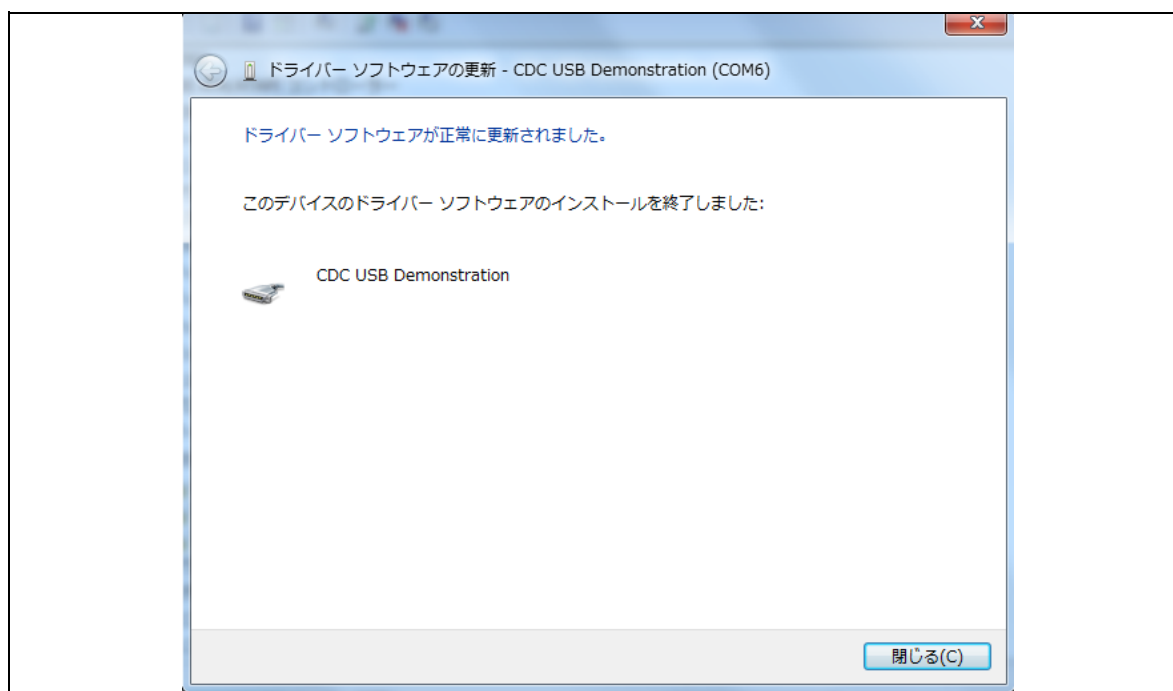 ドライバー ソフトウェアの更新 - CDC USB Demonstration (COM6)
ドライバー ソフトウェアが正常に更新されました。
このデバイスのドライバー ソフトウェアのインストールを終了しました:
CDC USB Demonstration
閉じる(C)